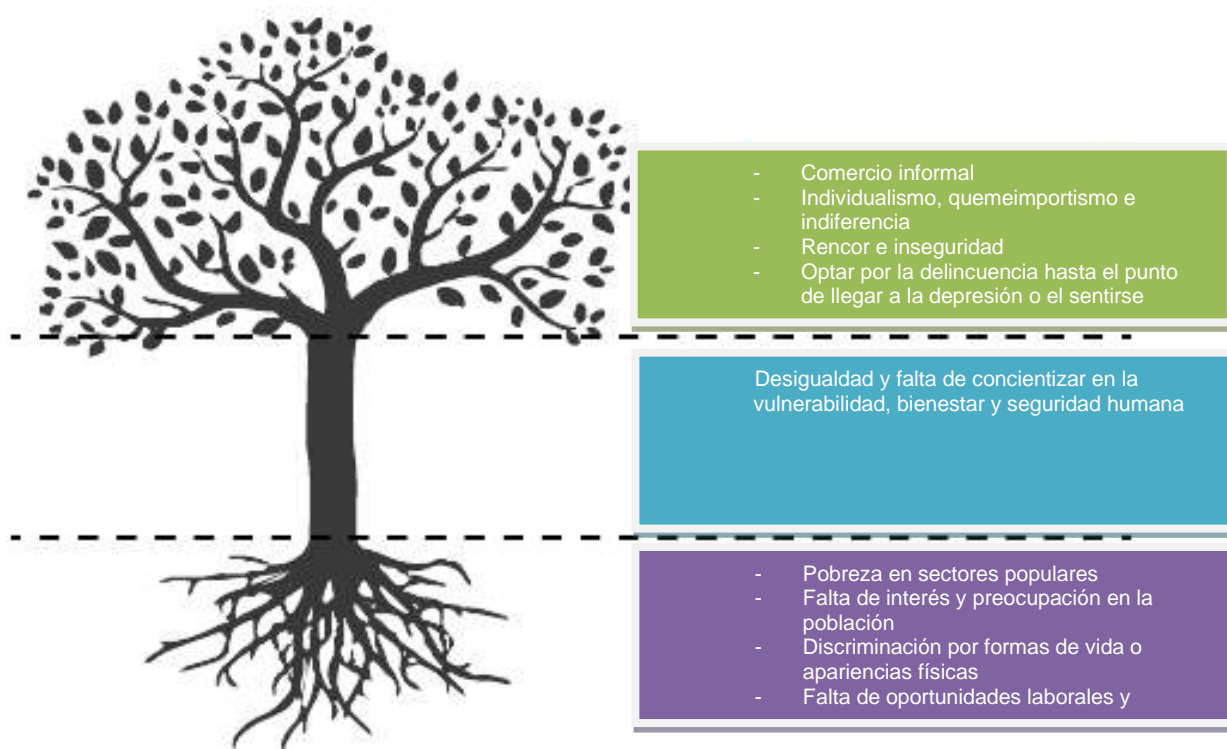 - Comercio informal
- Individualismo, quemeimportismo e
indiferencia
- Rencor e inseguridad
- Optar por la delincuencia hasta el punto
de llegar a la depresión o el sentirse
Desigualdad y falta de concientizar en la
vulnerabilidad, bienestar y seguridad humana
- Pobreza en sectores populares
- Falta de interés y preocupación en la
población
- Discriminación por formas de vida o
apariencias físicas
- Falta de oportunidades laborales y